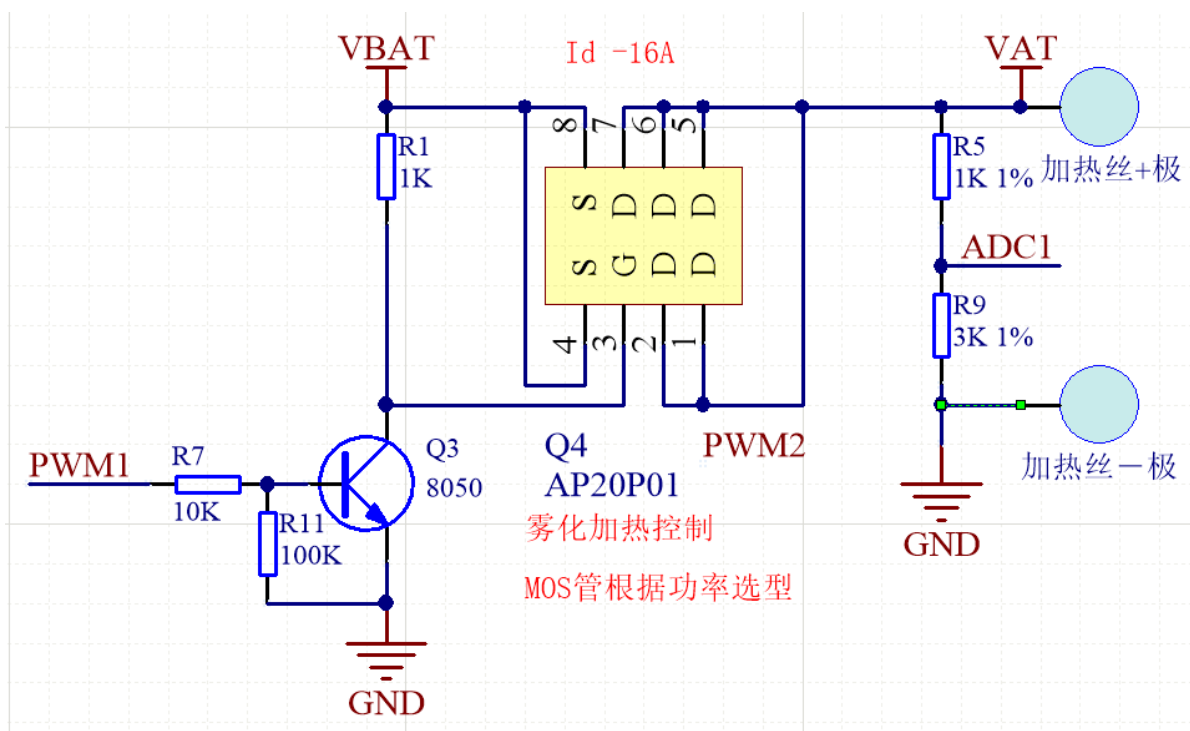 VBAT
Id -16A
VAT
R1
1K
8
7
6
5
S
D
D
D
S
G
D
D
4
3
2
1
R5
1K 1%
加热丝+极
ADC1
R9
3K 1%
加热丝－极
GND
PWM1
R7
10K
R11
100K
Q3
8050
Q4
AP20P01
PWM2
雾化加热控制
MOS管根据功率选型
GND